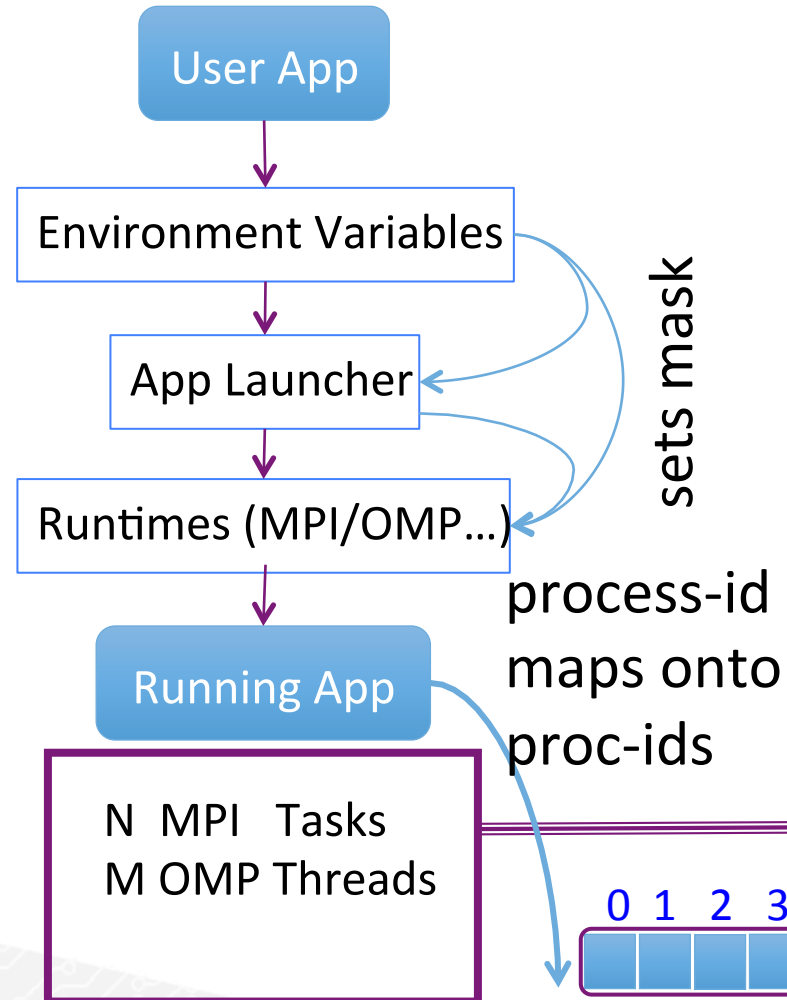 User App
Environment Variables
sets mask
App Launcher
Runtimes (MPI/OMP…)
process-id
maps onto
proc-ids
Running App
N MPI Tasks
M OMP Threads
0 1 2 3